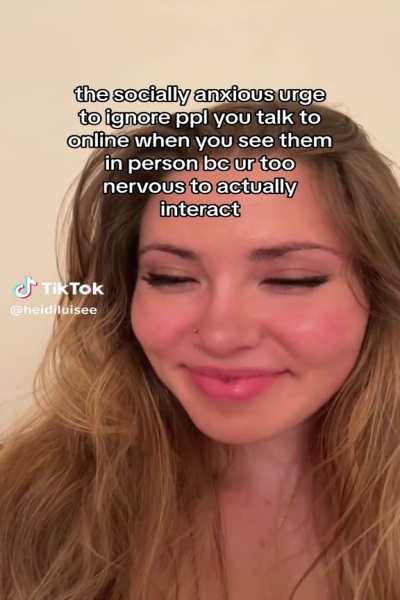 the socially anxious urge
to ignore ppl you talk to
online when you see them
in person bc ur too
nervous to actually
interact
TikTok
@heidiluisee